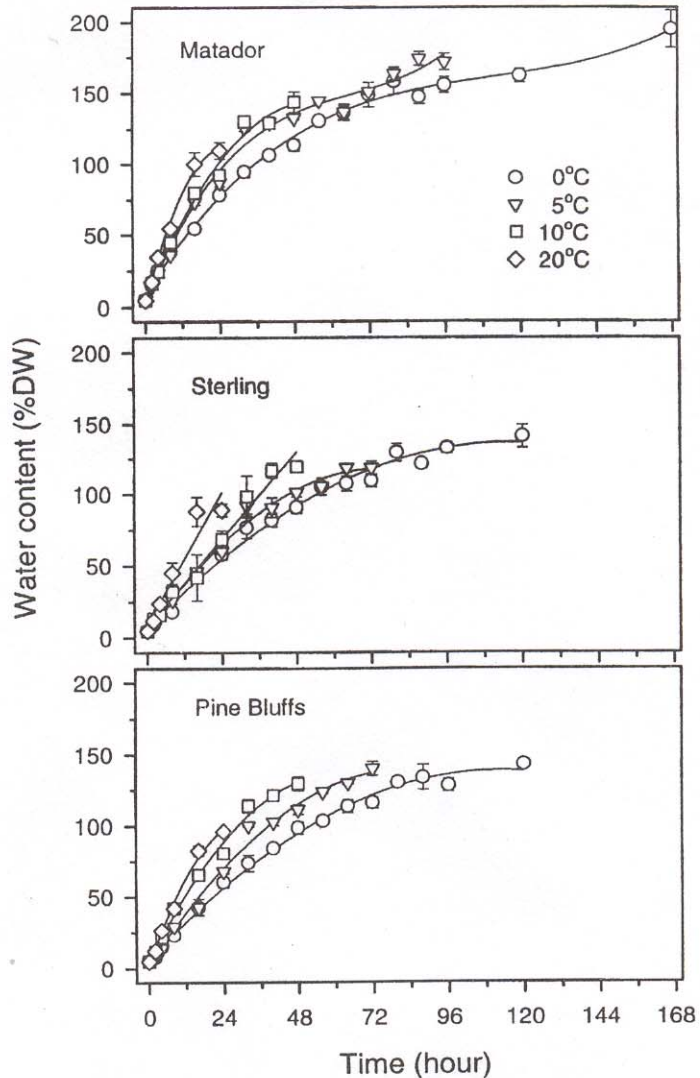 200
Matador
150
100
50
0
0°C
5°C
10°C
20°C
Water content (%DW)
200
Sterling
150
100
50
0
200
Pine Bluffs
150
100
50
0
0 24 48 72 96 120 144 168
Time (hour)